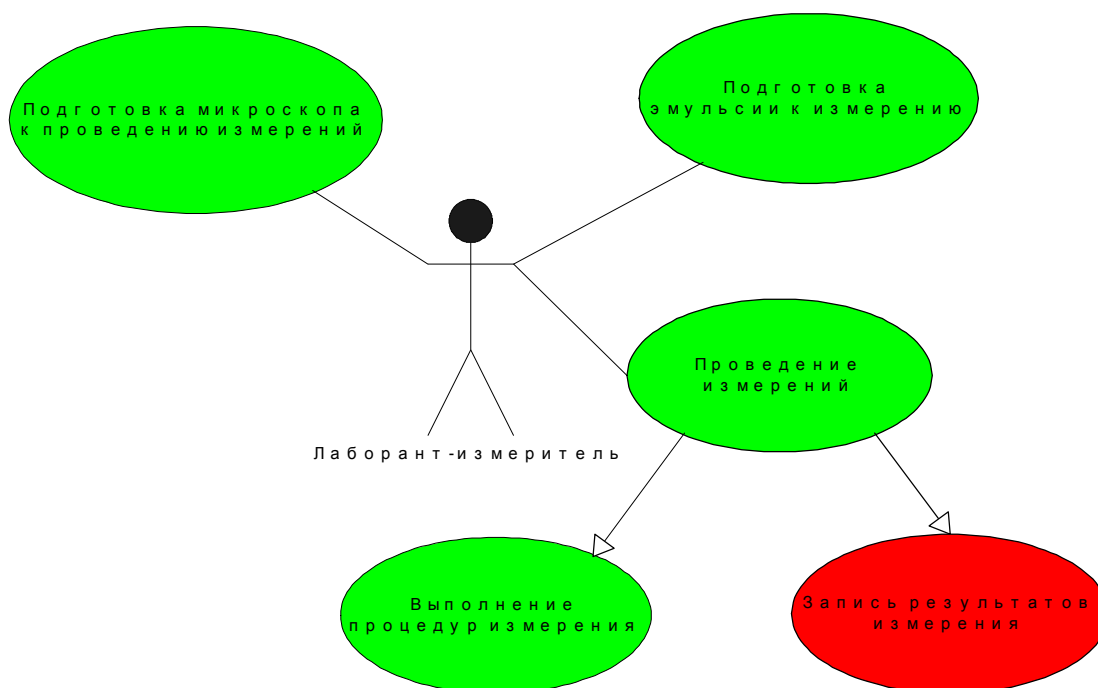 Подготовка микроскопа
к проведению измерений
Подготовка
эмульсии к измерению
Проведение
измерений
Лаборант-измеритель
Выполнение
процедур измерения
Запись результатов
измерения